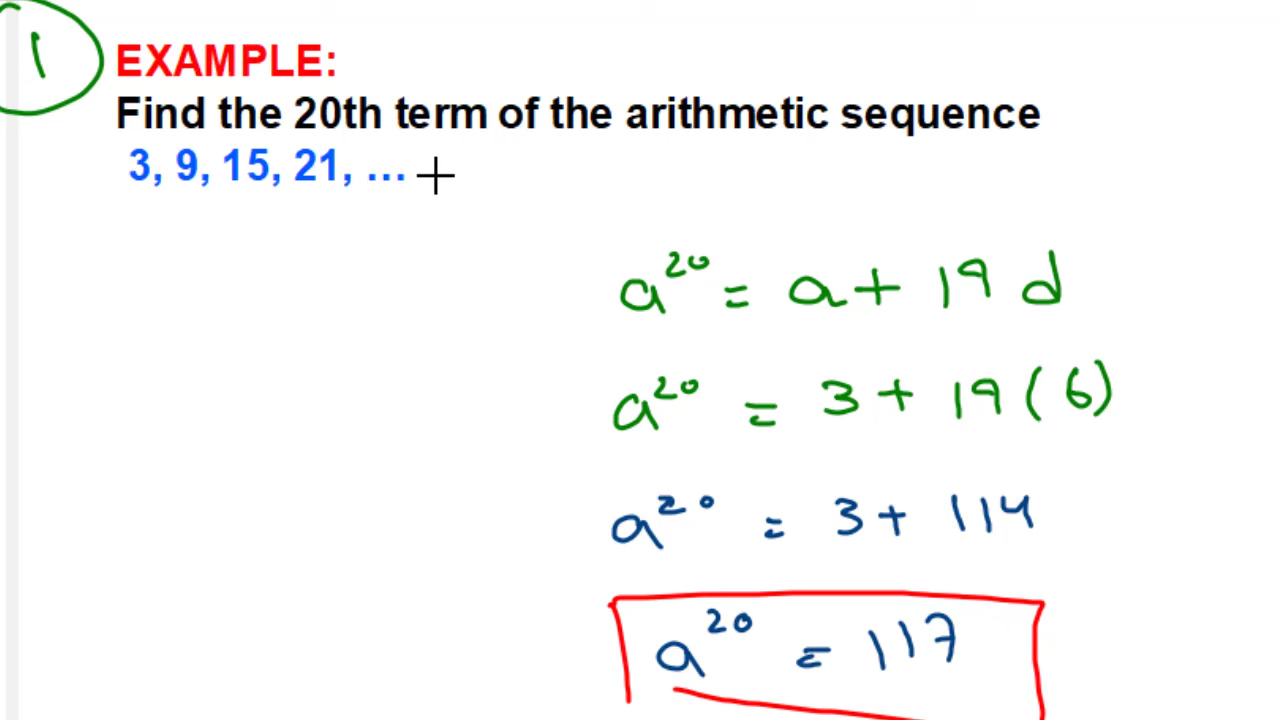 1
EXAMPLE:
Find the 20th term of the arithmetic sequence
3, 9, 15, 21, ...
a²⁰ = a + 19 d
a²⁰ = 3 + 19 ( 6 )
a²⁰ = 3 + 114
a²⁰ = 117